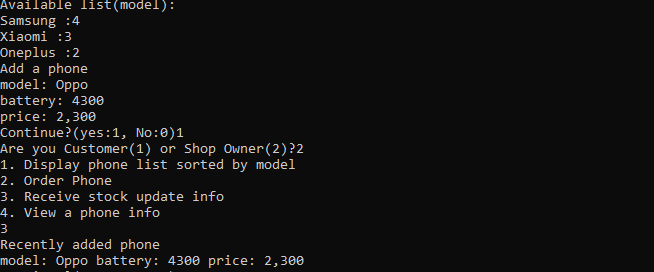 Available list(model):
Samsung :4
Xiaomi :3
Oneplus :2
Add a phone
model: Oppo
battery: 4300
price: 2,300
Continue?(yes:1, No:0)1
Are you Customer(1) or Shop Owner(2)?2
1. Display phone list sorted by model
2. Order Phone
3. Receive stock update info
4. View a phone info
3
Recently added phone
model: Oppo battery: 4300 price: 2,300